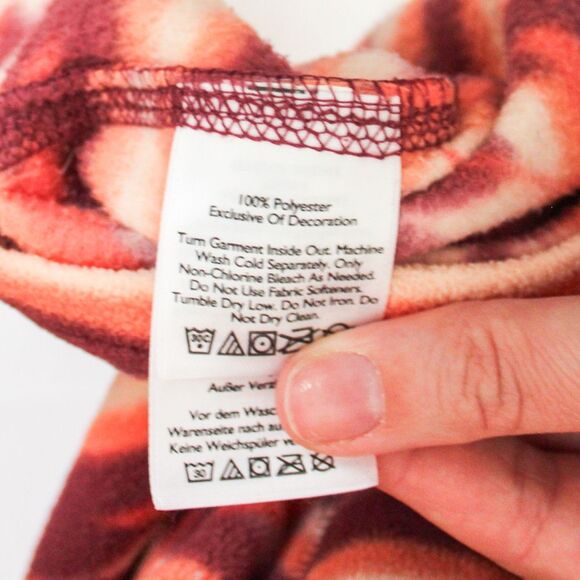 100% Polyester
Exclusive Of Decoration
Turn Garment Inside Out. Machine
Wash Cold Separately. Only
Non-Chlorine Bleach As Needed.
Do Not Use Fabric Softeners.
Tumble Dry Low. Do Not Iron. Do
Not Dry Clean.
30C
Außer
Vor dem
Warenseite nach
Keine Weichspüler
30